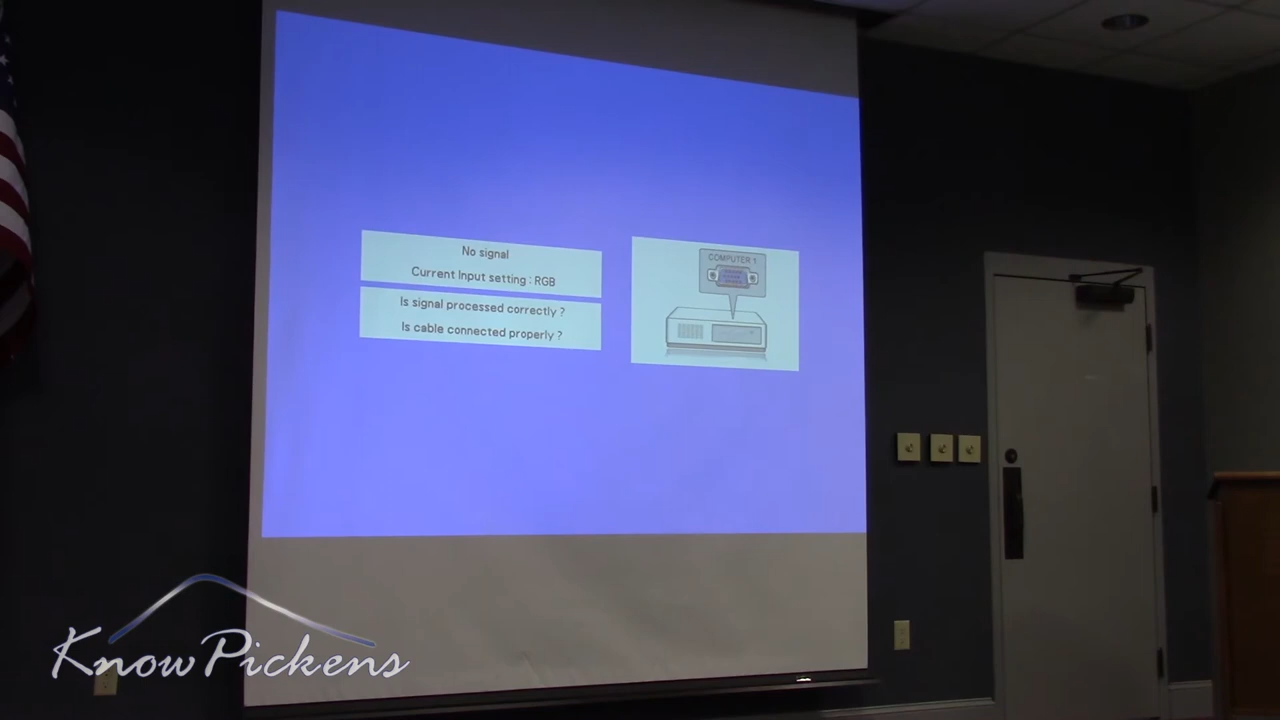 No signal
Current Input setting : RGB
Is signal processed correctly ?
Is cable connected properly ?
COMPUTER 1
KnowPickens